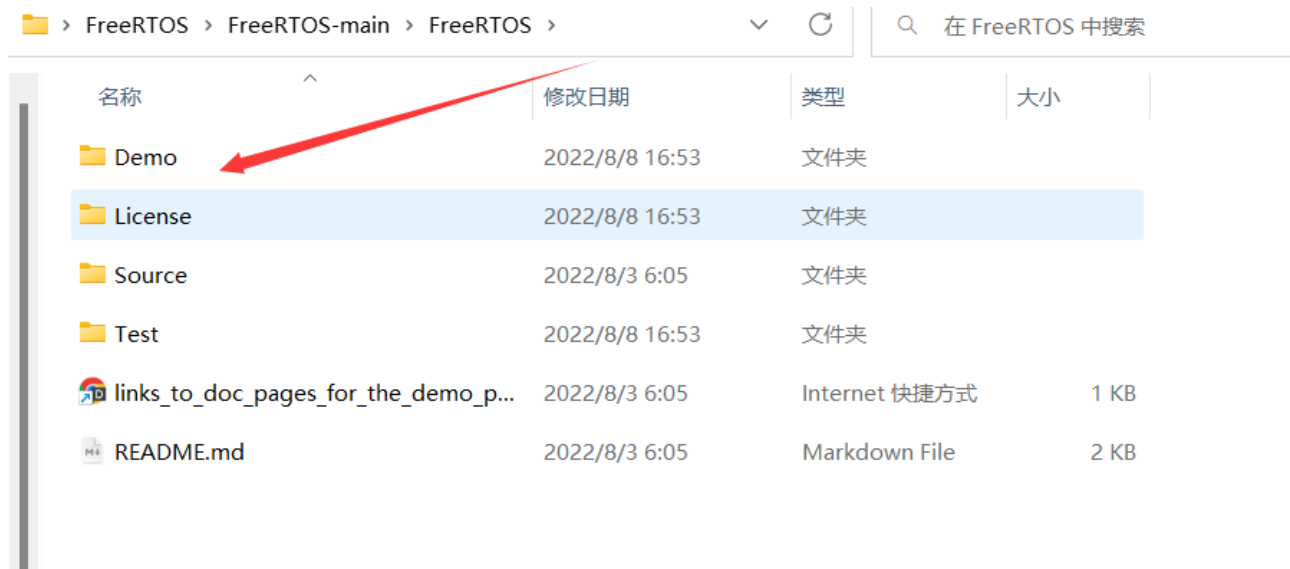 FreeRTOS > FreeRTOS-main > FreeRTOS > 在 FreeRTOS 中搜索
名称 修改日期 类型 大小
Demo 2022/8/8 16:53 文件夹
License 2022/8/8 16:53 文件夹
Source 2022/8/3 6:05 文件夹
Test 2022/8/8 16:53 文件夹
links_to_doc_pages_for_the_demo_p... 2022/8/3 6:05 Internet 快捷方式 1 KB
README.md 2022/8/3 6:05 Markdown File 2 KB